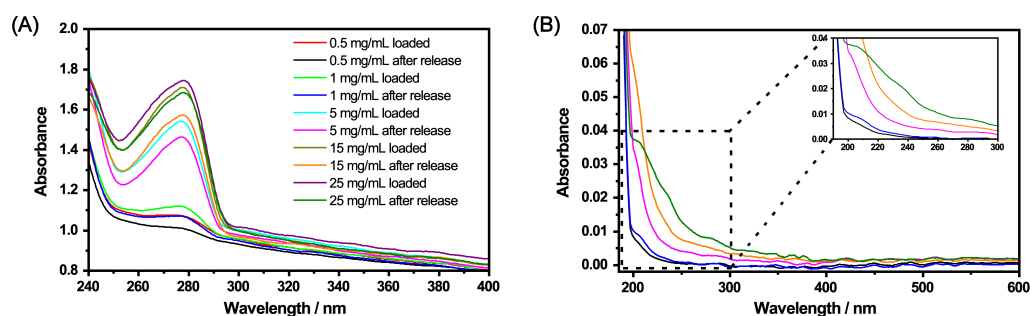 (A)
2.0
1.8
1.6
1.4
1.2
1.0
0.8
Absorbance
240
260
280
300
320
340
360
380
400
Wavelength / nm
0.5 mg/mL loaded
0.5 mg/mL after release
1 mg/mL loaded
1 mg/mL after release
5 mg/mL loaded
5 mg/mL after release
15 mg/mL loaded
15 mg/mL after release
25 mg/mL loaded
25 mg/mL after release
(B)
0.07
0.06
0.05
0.04
0.03
0.02
0.01
0.00
Absorbance
200
250
300
350
400
450
500
550
600
Wavelength / nm
0.04
0.03
0.02
0.01
0.00
200
220
240
260
280
300